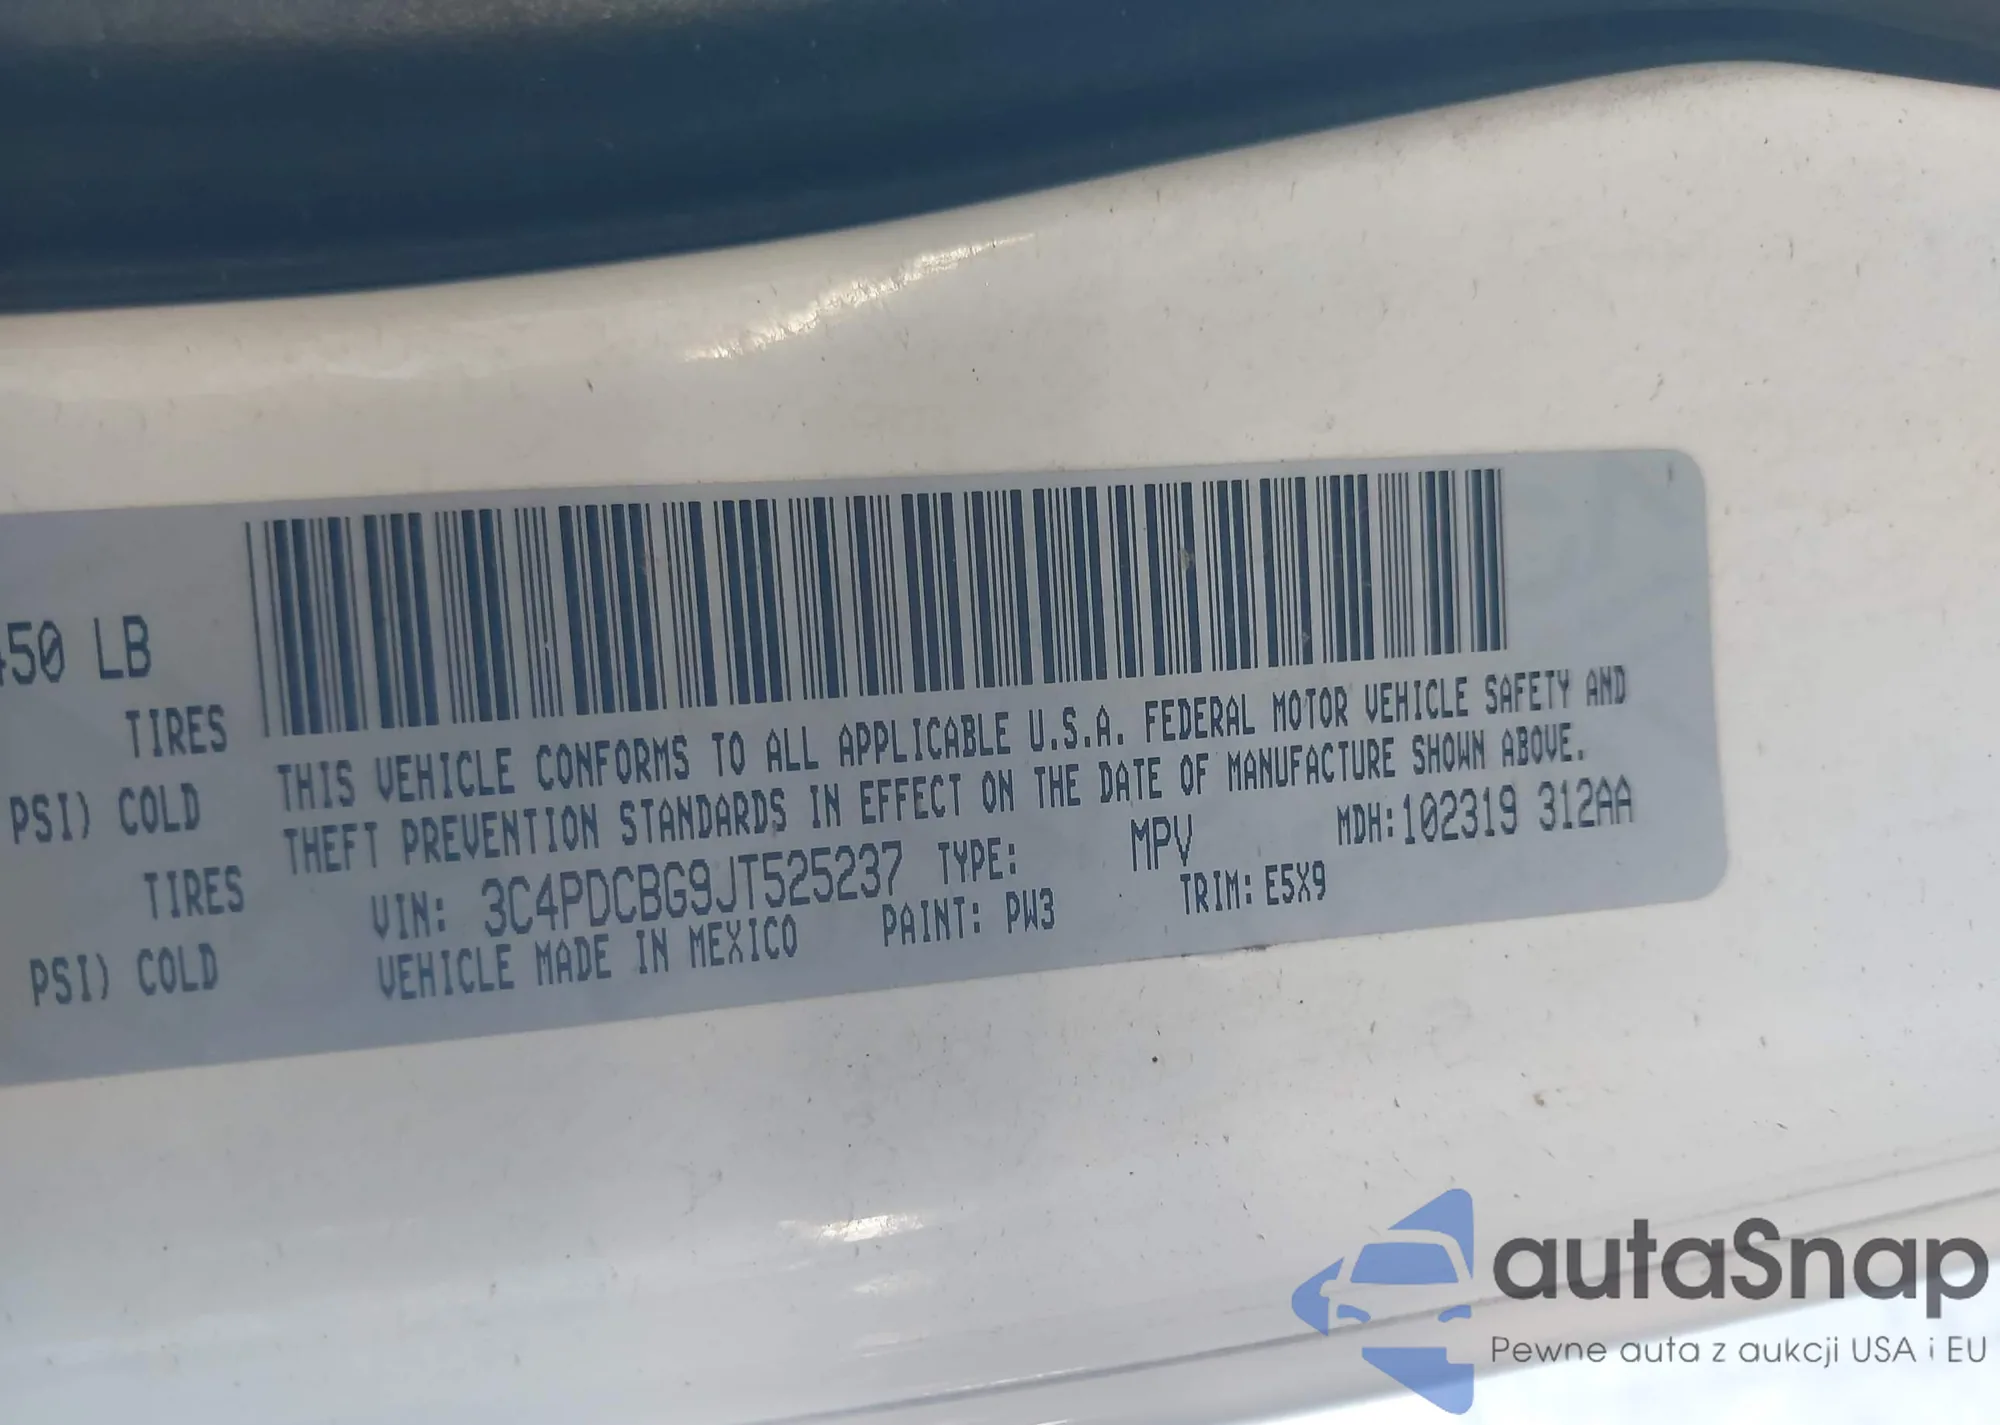 450 LB
TIRES
PSI) COLD
TIRES
PSI) COLD
THIS VEHICLE CONFORMS TO ALL APPLICABLE U.S.A. FEDERAL MOTOR VEHICLE SAFETY AND
THEFT PREVENTION STANDARDS IN EFFECT ON THE DATE OF MANUFACTURE SHOWN ABOVE.
VIN: 3C4PDCBG9JT525237 TYPE: MPV MDH:102319 312AA
VEHICLE MADE IN MEXICO PAINT: PW3 TRIM: E5X9
autaSnap
Pewne auta z aukcji USA i EU